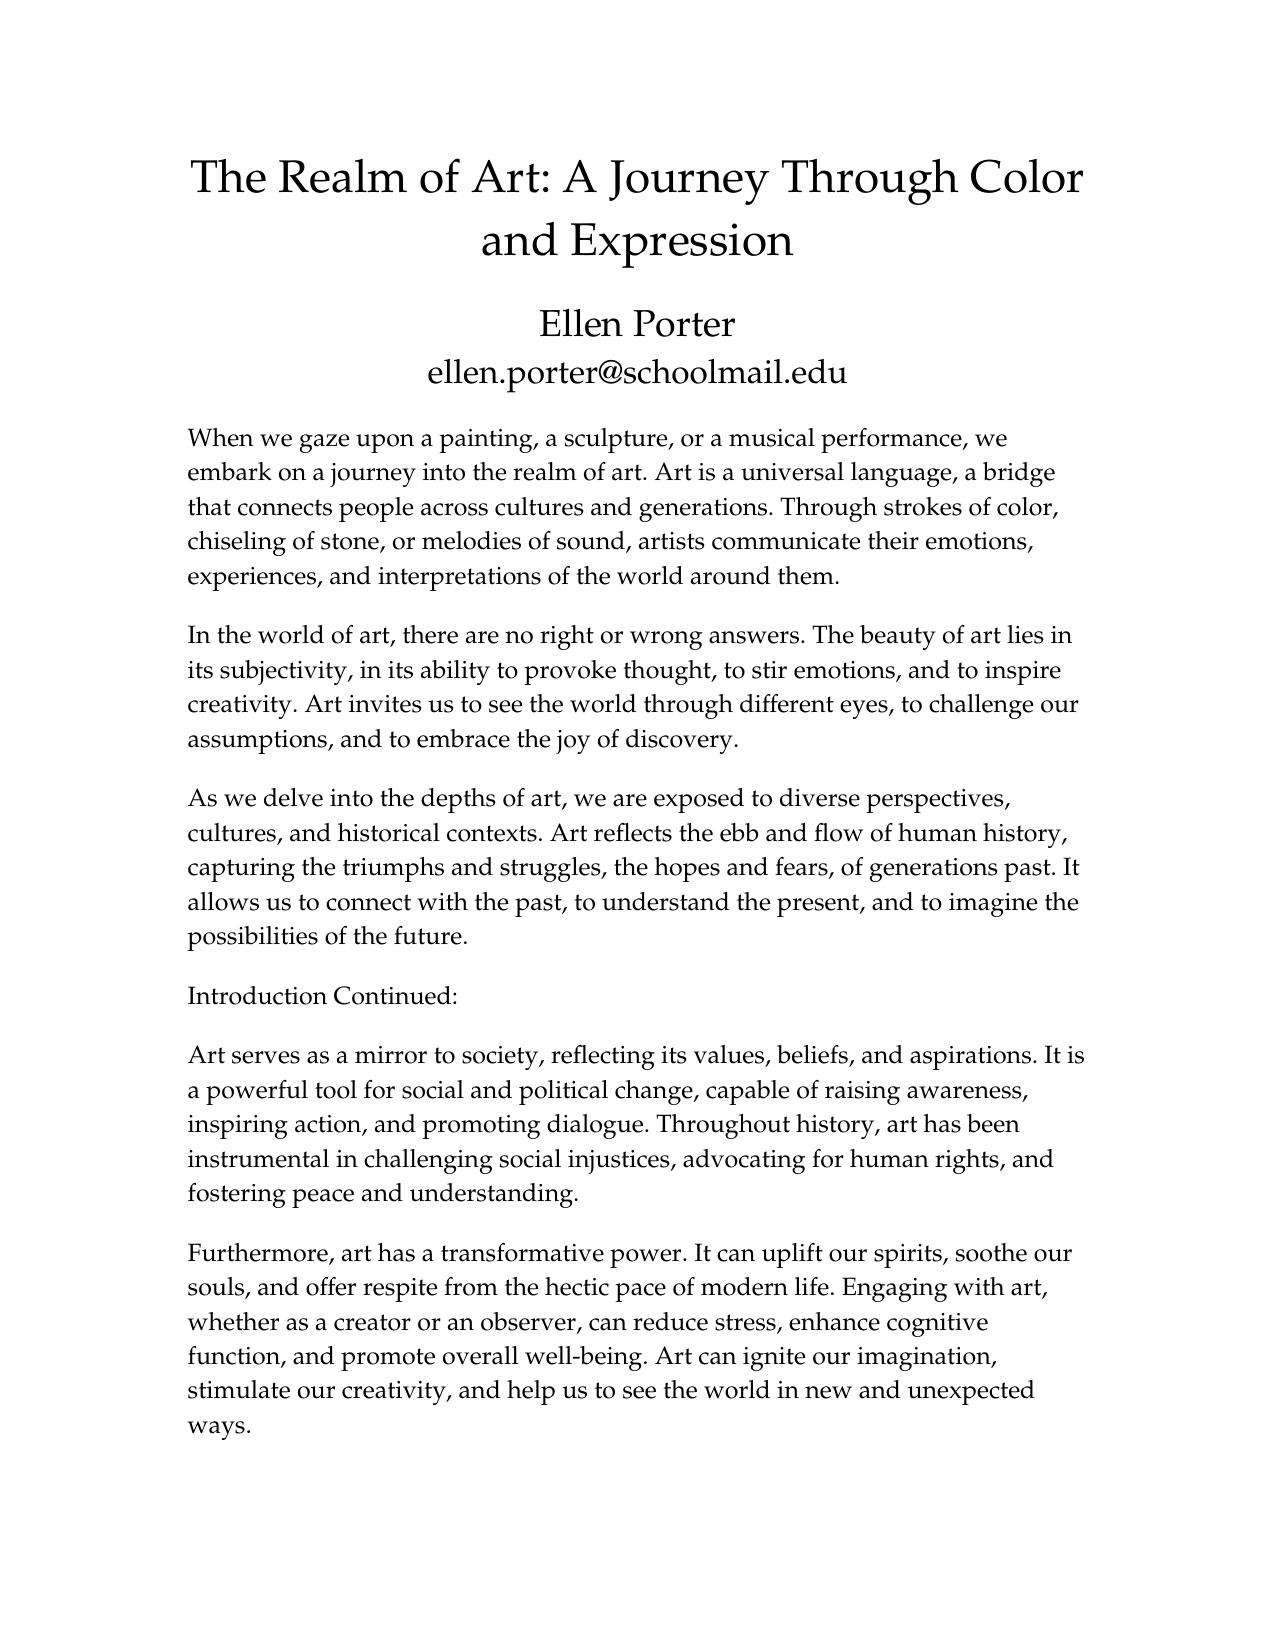 The Realm of Art: A Journey Through Color
and Expression
Ellen Porter
ellen.porter@schoolmail.edu
When we gaze upon a painting, a sculpture, or a musical performance, we
embark on a journey into the realm of art. Art is a universal language, a bridge
that connects people across cultures and generations. Through strokes of color,
chiseling of stone, or melodies of sound, artists communicate their emotions,
experiences, and interpretations of the world around them.
In the world of art, there are no right or wrong answers. The beauty of art lies in
its subjectivity, in its ability to provoke thought, to stir emotions, and to inspire
creativity. Art invites us to see the world through different eyes, to challenge our
assumptions, and to embrace the joy of discovery.
As we delve into the depths of art, we are exposed to diverse perspectives,
cultures, and historical contexts. Art reflects the ebb and flow of human history,
capturing the triumphs and struggles, the hopes and fears, of generations past. It
allows us to connect with the past, to understand the present, and to imagine the
possibilities of the future.
Introduction Continued:
Art serves as a mirror to society, reflecting its values, beliefs, and aspirations. It is
a powerful tool for social and political change, capable of raising awareness,
inspiring action, and promoting dialogue. Throughout history, art has been
instrumental in challenging social injustices, advocating for human rights, and
fostering peace and understanding.
Furthermore, art has a transformative power. It can uplift our spirits, soothe our
souls, and offer respite from the hectic pace of modern life. Engaging with art,
whether as a creator or an observer, can reduce stress, enhance cognitive
function, and promote overall well-being. Art can ignite our imagination,
stimulate our creativity, and help us to see the world in new and unexpected
ways.